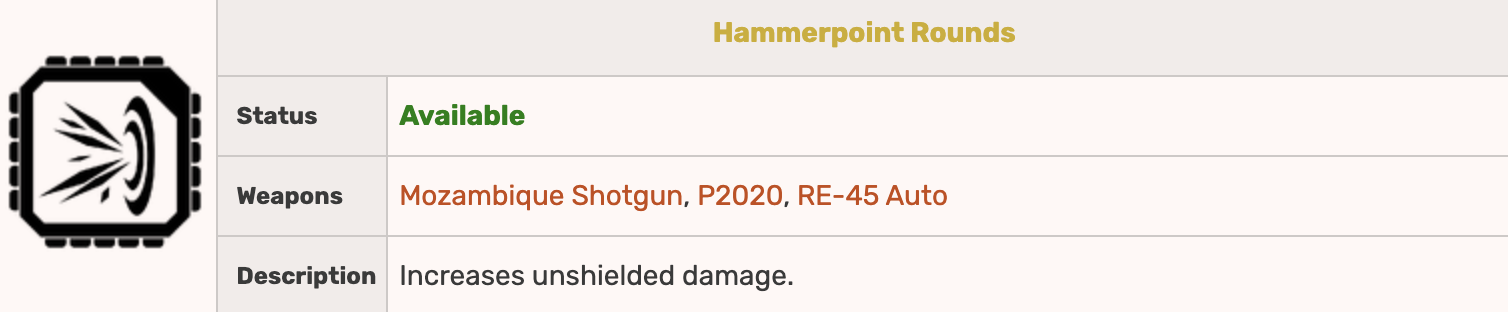 Hammerpoint Rounds
Status Available
Weapons Mozambique Shotgun, P2020, RE-45 Auto
Description Increases unshielded damage.